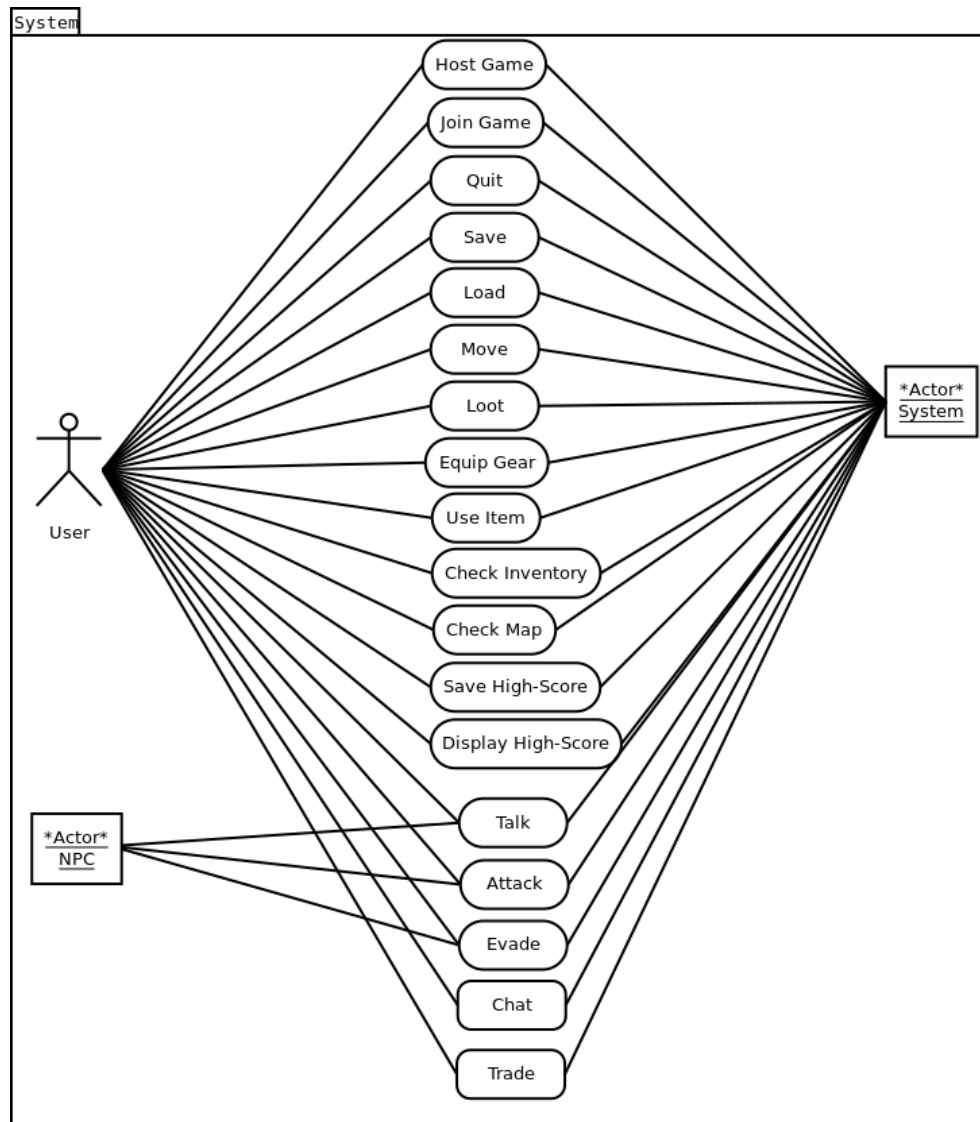 System
Host Game
Join Game
Quit
Save
Load
Move
Loot
Equip Gear
Use Item
Check Inventory
Check Map
Save High-Score
Display High-Score
Talk
Attack
Evade
Chat
Trade
User
*Actor*
NPC
*Actor*
System